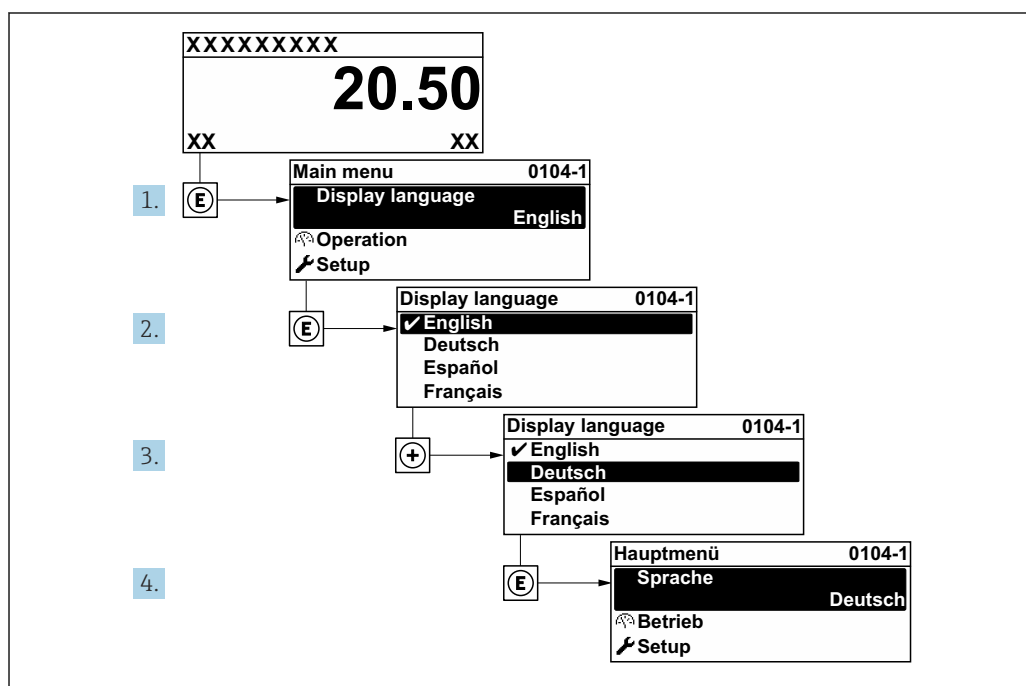 XXXXXXXXX
20.50
XX XX
1. E
Main menu 0104-1
Display language
English
Operation
Setup
2. E
Display language 0104-1
✔English
Deutsch
Español
Français
3. +
Display language 0104-1
✔English
Deutsch
Español
Français
4. E
Hauptmenü 0104-1
Sprache
Deutsch
Betrieb
Setup